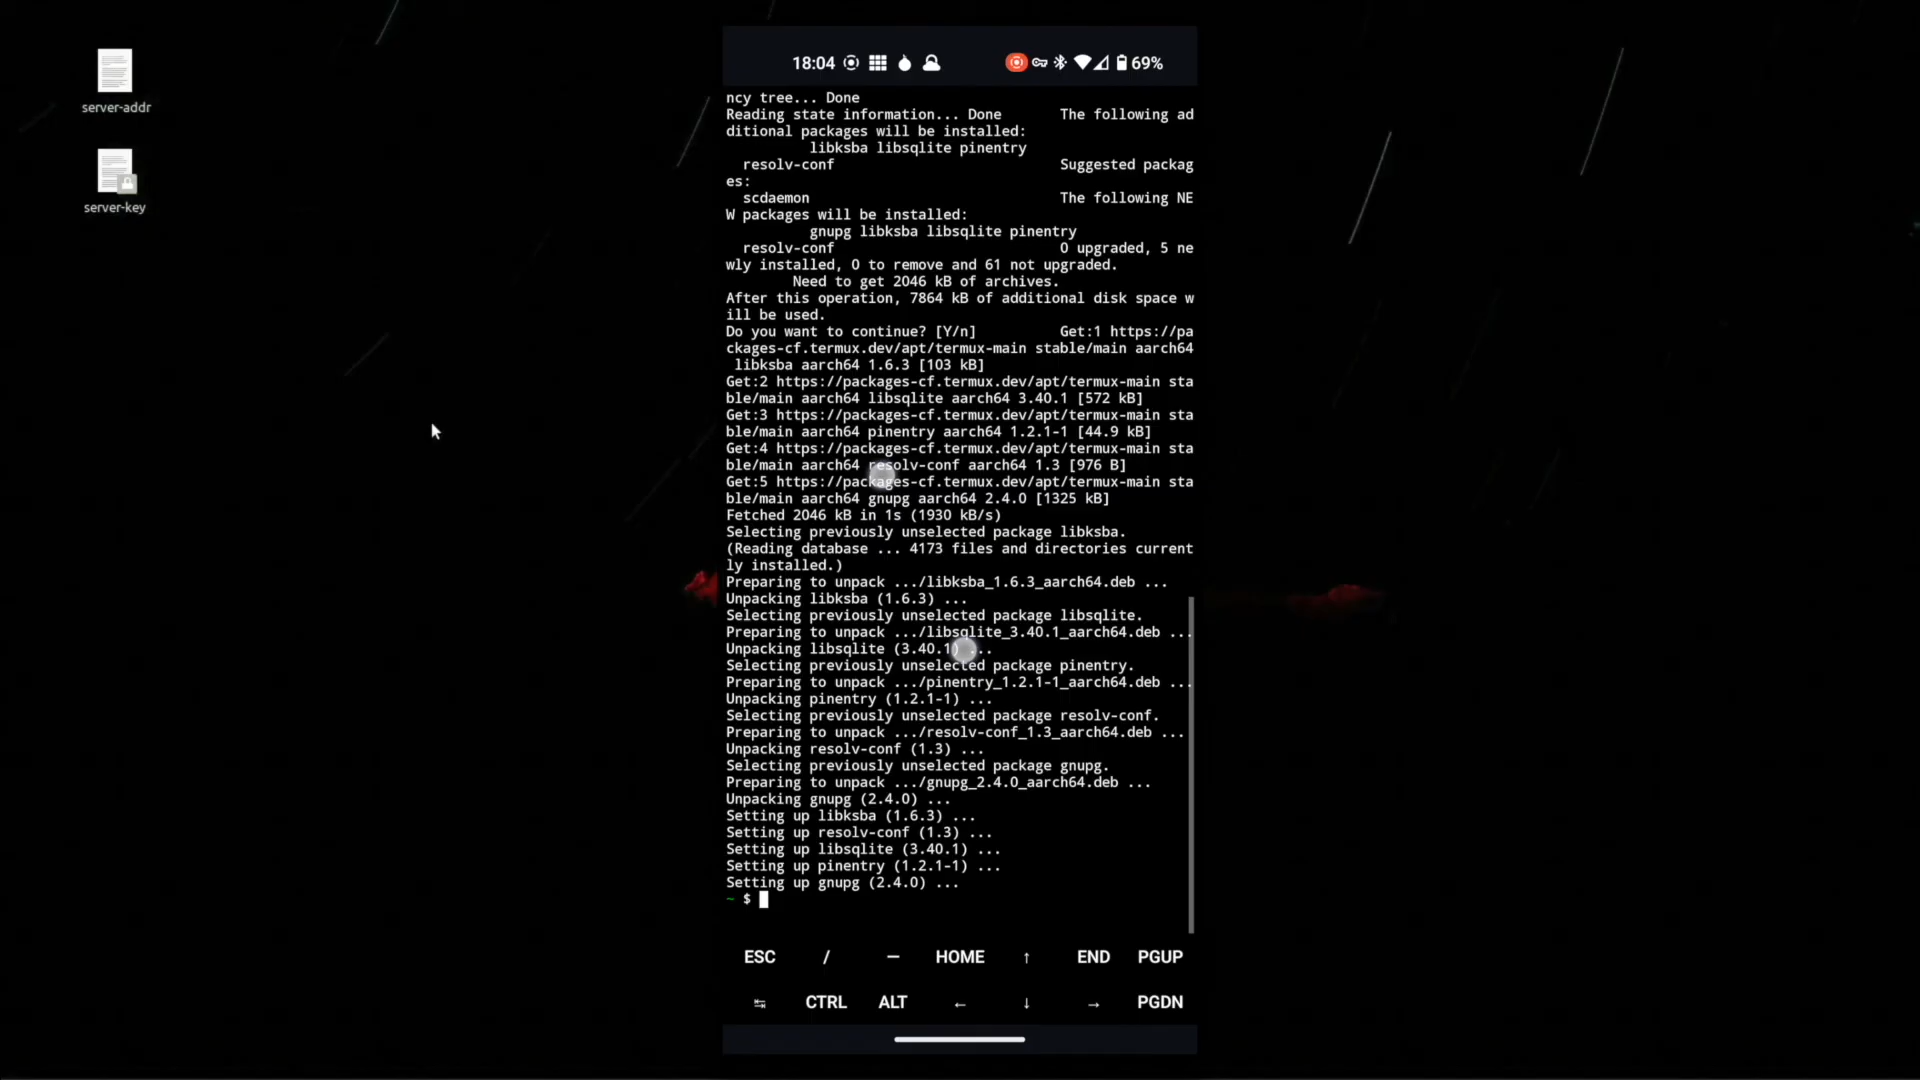 server-addr
server-key
18:04 69%
ncy tree... Done
Reading state information... Done The following ad
ditional packages will be installed:
libksba libsqlite pinentry
resolv-conf Suggested packag
es:
scdaemon The following NE
W packages will be installed:
gnupg libksba libsqlite pinentry
resolv-conf 0 upgraded, 5 ne
wly installed, 0 to remove and 61 not upgraded.
Need to get 2046 kB of archives.
After this operation, 7864 kB of additional disk space w
ill be used.
Do you want to continue? [Y/n] Get:1 https://pa
ckages-cf.termux.dev/apt/termux-main stable/main aarch64
libksba aarch64 1.6.3 [103 kB]
Get:2 https://packages-cf.termux.dev/apt/termux-main sta
ble/main aarch64 libsqlite aarch64 3.40.1 [572 kB]
Get:3 https://packages-cf.termux.dev/apt/termux-main sta
ble/main aarch64 pinentry aarch64 1.2.1-1 [44.9 kB]
Get:4 https://packages-cf.termux.dev/apt/termux-main sta
ble/main aarch64 resolv-conf aarch64 1.3 [976 B]
Get:5 https://packages-cf.termux.dev/apt/termux-main sta
ble/main aarch64 gnupg aarch64 2.4.0 [1325 kB]
Fetched 2046 kB in 1s (1930 kB/s)
Selecting previously unselected package libksba.
(Reading database ... 4173 files and directories current
ly installed.)
Preparing to unpack .../libksba_1.6.3_aarch64.deb ...
Unpacking libksba (1.6.3) ...
Selecting previously unselected package libsqlite.
Preparing to unpack .../libsqlite_3.40.1_aarch64.deb ...
Unpacking libsqlite (3.40.1) ...
Selecting previously unselected package pinentry.
Preparing to unpack .../pinentry_1.2.1-1_aarch64.deb ...
Unpacking pinentry (1.2.1-1) ...
Selecting previously unselected package resolv-conf.
Preparing to unpack .../resolv-conf_1.3_aarch64.deb ...
Unpacking resolv-conf (1.3) ...
Selecting previously unselected package gnupg.
Preparing to unpack .../gnupg_2.4.0_aarch64.deb ...
Unpacking gnupg (2.4.0) ...
Setting up libksba (1.6.3) ...
Setting up resolv-conf (1.3) ...
Setting up libsqlite (3.40.1) ...
Setting up pinentry (1.2.1-1) ...
Setting up gnupg (2.4.0) ...
~ $
ESC / — HOME ↑ END PGUP
↹ CTRL ALT ← ↓ → PGDN